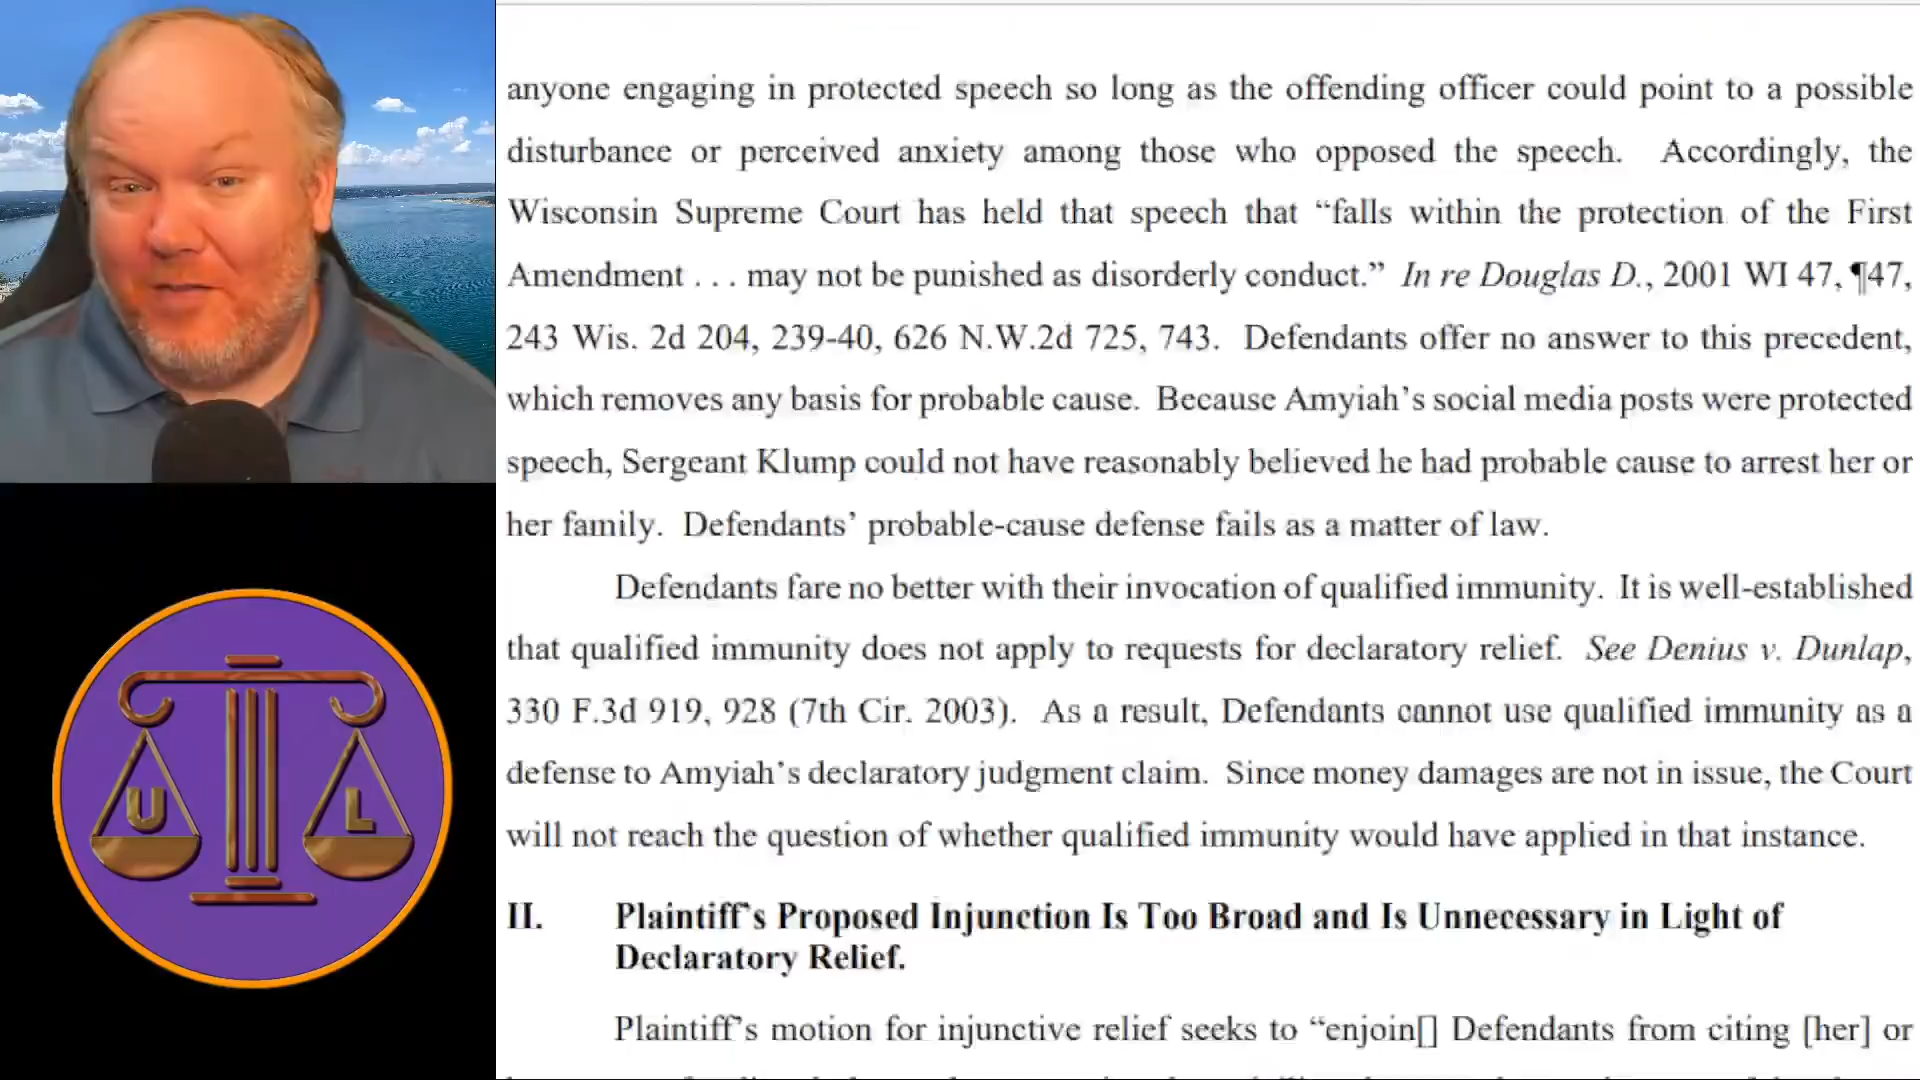 anyone engaging in protected speech so long as the offending officer could point to a possible
disturbance or perceived anxiety among those who opposed the speech. Accordingly, the
Wisconsin Supreme Court has held that speech that “falls within the protection of the First
Amendment . . . may not be punished as disorderly conduct.” In re Douglas D., 2001 WI 47, ¶47,
243 Wis. 2d 204, 239-40, 626 N.W.2d 725, 743. Defendants offer no answer to this precedent,
which removes any basis for probable cause. Because Amyiah’s social media posts were protected
speech, Sergeant Klump could not have reasonably believed he had probable cause to arrest her or
her family. Defendants’ probable-cause defense fails as a matter of law.
Defendants fare no better with their invocation of qualified immunity. It is well-established
that qualified immunity does not apply to requests for declaratory relief. See Denius v. Dunlap,
330 F.3d 919, 928 (7th Cir. 2003). As a result, Defendants cannot use qualified immunity as a
defense to Amyiah’s declaratory judgment claim. Since money damages are not in issue, the Court
will not reach the question of whether qualified immunity would have applied in that instance.
II. Plaintiff’s Proposed Injunction Is Too Broad and Is Unnecessary in Light of
Declaratory Relief.
Plaintiff’s motion for injunctive relief seeks to “enjoin[] Defendants from citing [her] or
U L